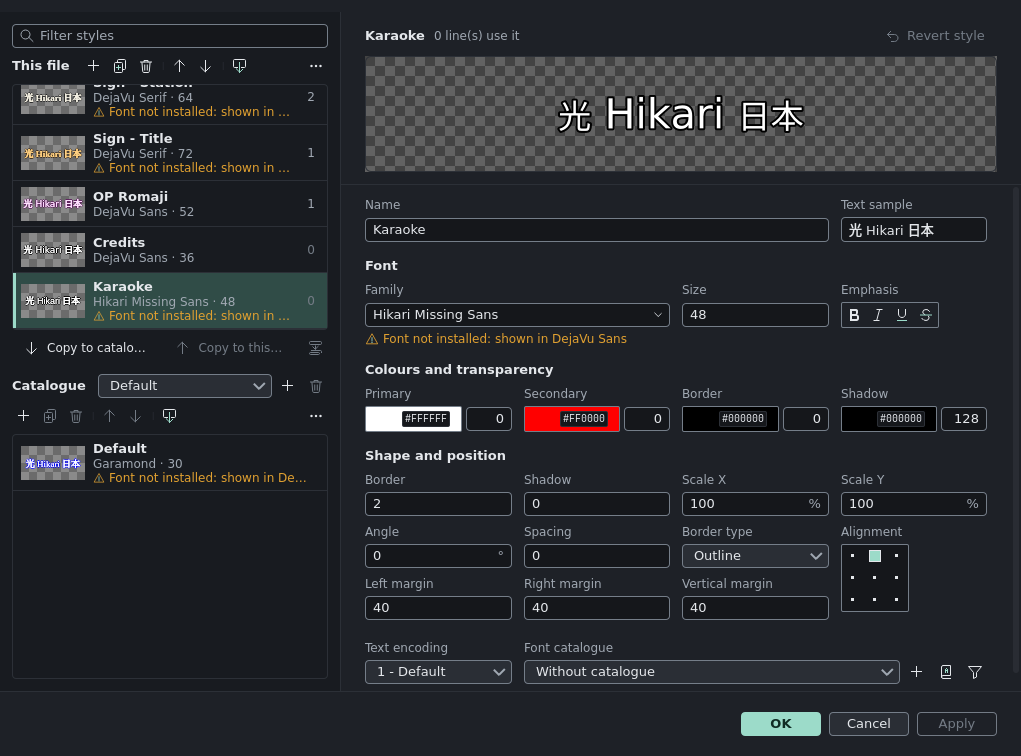 Filter styles
This file
Sign - Station
光 Hikari 日本
DejaVu Serif · 64
2
Font not installed: shown in ...
Sign - Title
光 Hikari 日本
DejaVu Serif · 72
1
Font not installed: shown in ...
OP Romaji
光 Hikari 日本
DejaVu Sans · 52
1
Credits
光 Hikari 日本
DejaVu Sans · 36
0
Karaoke
光 Hikari 日本
Hikari Missing Sans · 48
0
Font not installed: shown in ...
Copy to catalo...
Copy to this...
Catalogue
Default
Default
光 Hikari 日本
Garamond · 30
Font not installed: shown in De...
Karaoke
0 line(s) use it
Revert style
光 Hikari 日本
Name
Text sample
Karaoke
光 Hikari 日本
Font
Family
Size
Emphasis
Hikari Missing Sans
48
B I U S
Font not installed: shown in DejaVu Sans
Colours and transparency
Primary
Secondary
Border
Shadow
#FFFFFF
0
#FF0000
0
#000000
0
#000000
128
Shape and position
Border
Shadow
Scale X
Scale Y
2
0
100 %
100 %
Angle
Spacing
Border type
Alignment
0 °
0
Outline
Left margin
Right margin
Vertical margin
40
40
40
Text encoding
Font catalogue
1 - Default
Without catalogue
OK
Cancel
Apply